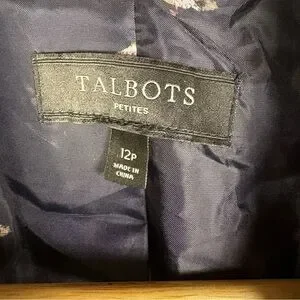 TALBOTS
PETITES
12P
MADE IN
CHINA